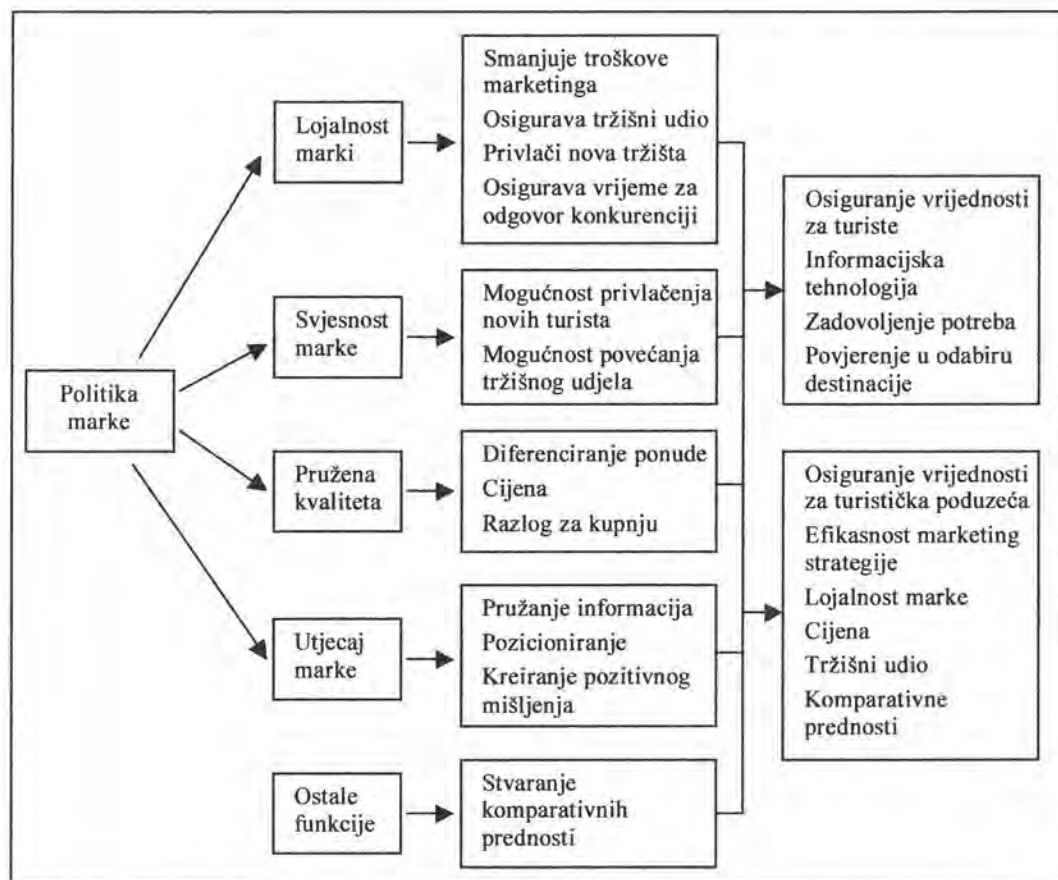 Politika
marke
Lojalnost
marki
Svjesnost
marke
Pružena
kvaliteta
Utjecaj
marke
Ostale
funkcije
Smanjuje troškove
marketinga
Osigurava tržišni udio
Privlači nova tržišta
Osigurava vrijeme za
odgovor konkurenciji
Mogućnost privlačenja
novih turista
Mogućnost povećanja
tržišnog udjela
Diferenciranje ponude
Cijena
Razlog za kupnju
Pružanje informacija
Pozicioniranje
Kreiranje pozitivnog
mišljenja
Stvaranje
komparativnih
prednosti
Osiguranje vrijednosti
za turiste
Informacijska
tehnologija
Zadovoljenje potreba
Povjerenje u odabiru
destinacije
Osiguranje vrijednosti
za turistička poduzeća
Efikasnost marketing
strategije
Lojalnost marke
Cijena
Tržišni udio
Komparativne
prednosti